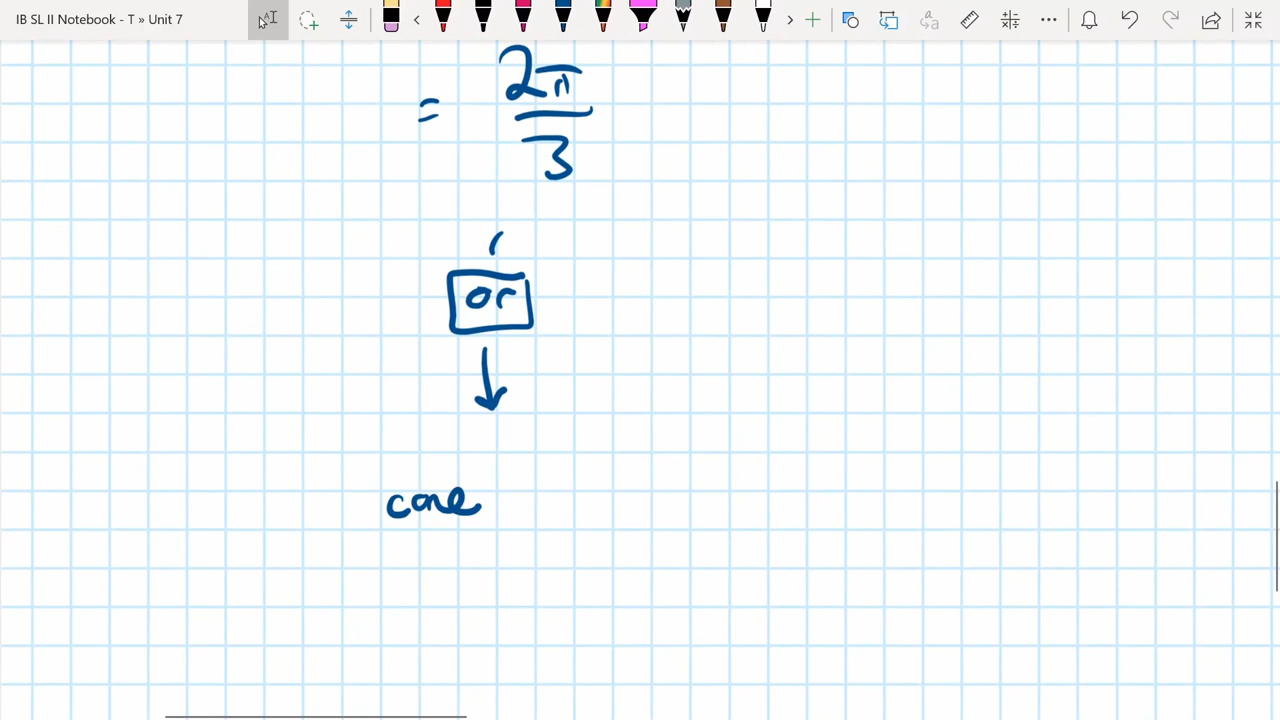 IB SL II Notebook - T » Unit 7
= 2π/3
or
cone